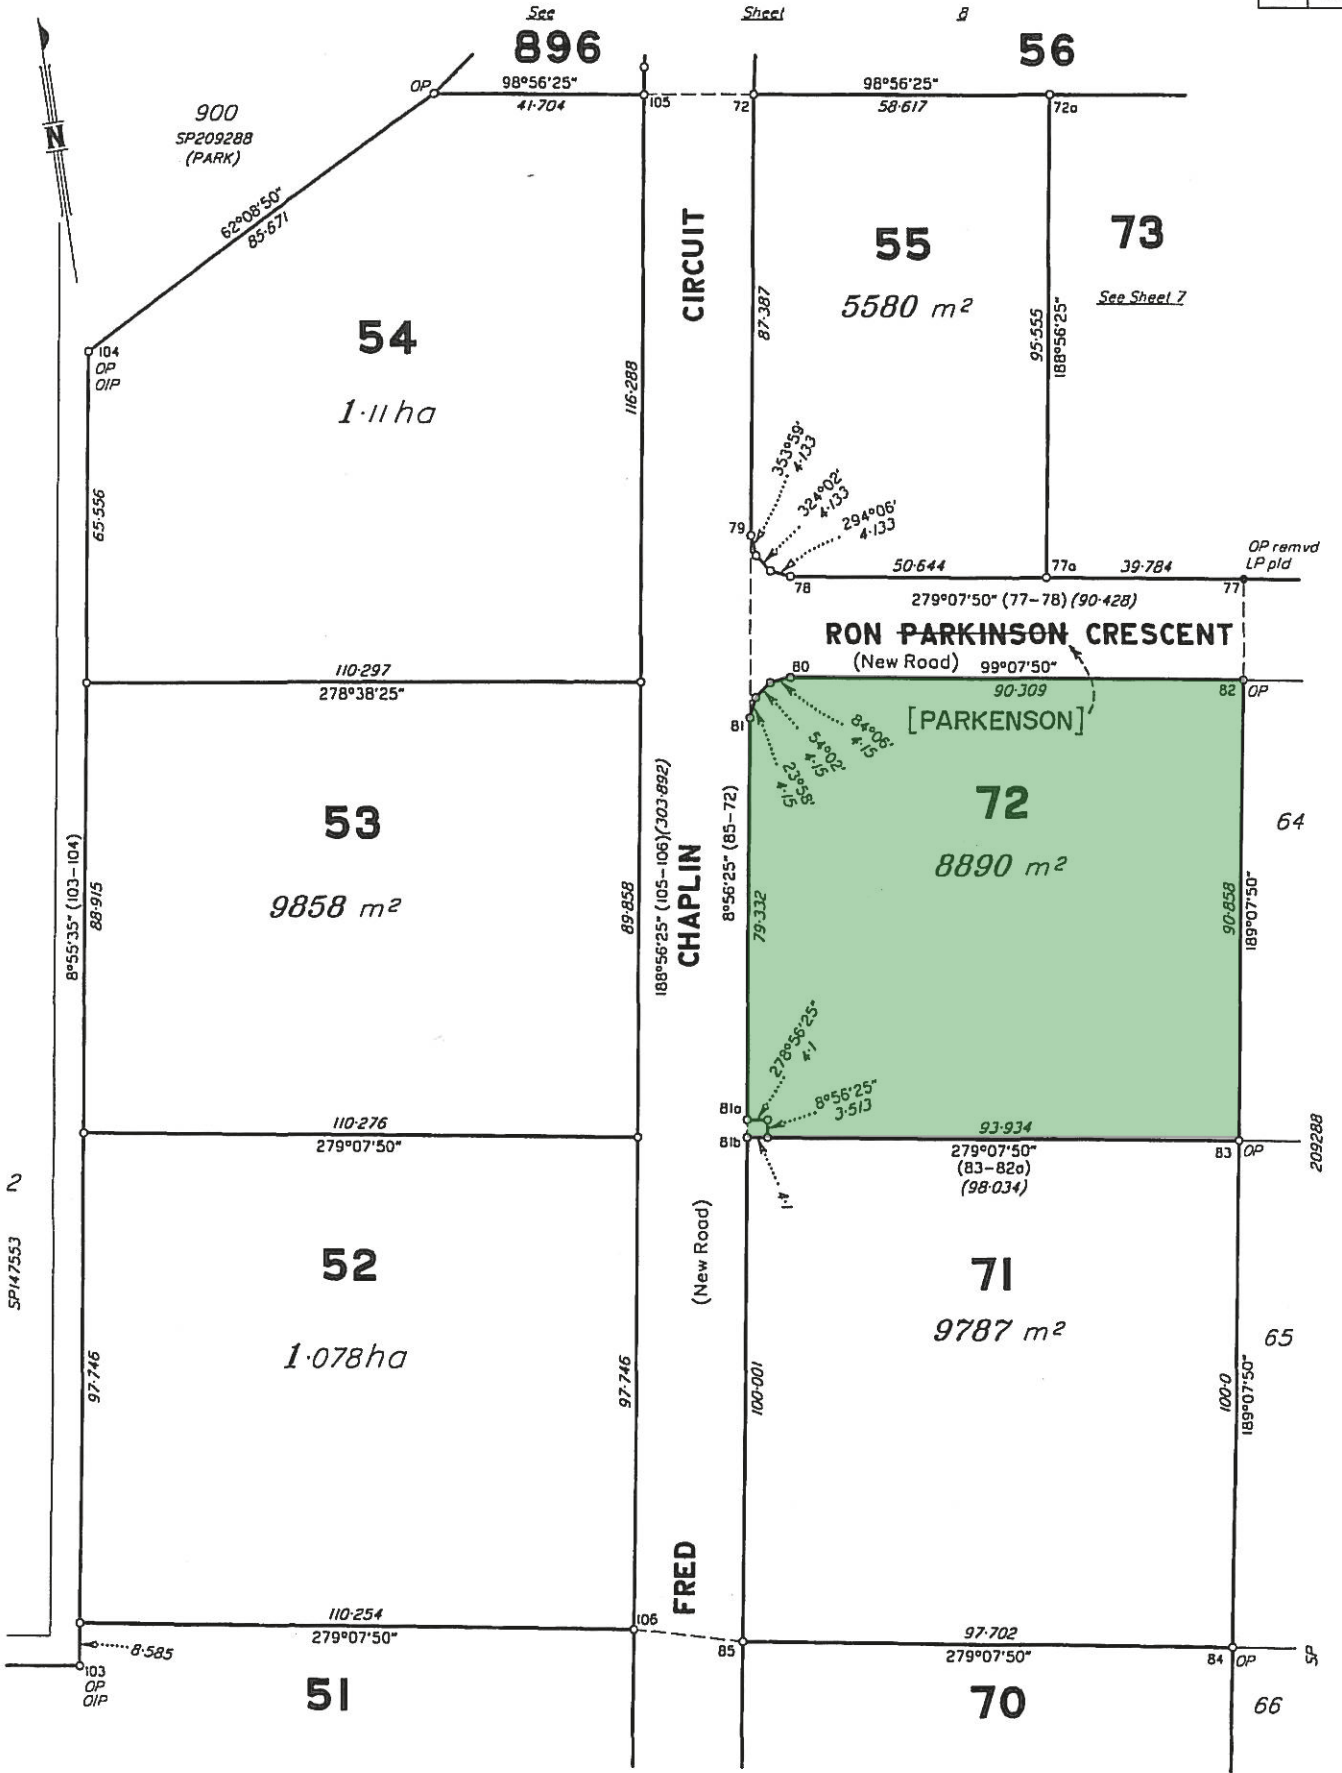 See Sheet 8
896
56
N
OP
98°56'25"
41·704
105
72
98°56'25"
58·617
72a
900
SP209288
(PARK)
62°08'50"
85·671
CIRCUIT
55
5580 m²
73
See Sheet 7
87·387
95·555
188°56'25"
54
1·11 ha
104
OP
OIP
116·288
65·556
353°59'
4·133
324°02'
4·133
294°06'
4·133
79
78
50·644
77a
39·784
OP remvd
LP pld
77
279°07'50" (77-78) (90·428)
RON PARKINSON CRESCENT
(New Road)
99°07'50"
80
90·309
82
OP
[PARKENSON]
110·297
278°38'25"
81
84°06'
4·15
54°02'
4·15
23°58'
4·15
53
9858 m²
8°55'35" (103-104)
88·915
89·858
188°56'25" (105-106)(303·892)
CHAPLIN
8°56'25" (85-72)
79·332
72
8890 m²
90·858
189°07'50"
64
278°56'25"
4·1
8°56'25"
3·513
81a
81b
4·1
93·934
279°07'50"
(83-82a)
(98·034)
83
OP
209288
110·276
279°07'50"
2
SP147553
52
1·078 ha
97·746
97·746
(New Road)
71
9787 m²
100·001
100·0
189°07'50"
65
FRED
110·254
279°07'50"
106
85
97·702
279°07'50"
84
OP
SP
8·585
103
OP
OIP
51
70
66